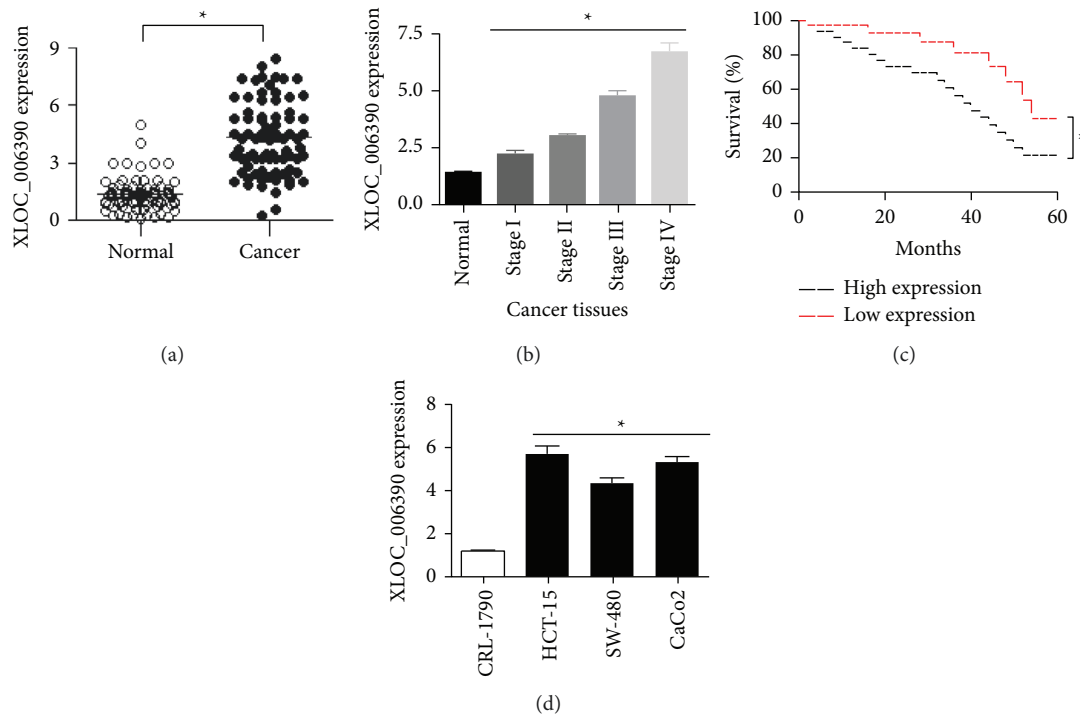 *
9
6
3
0
XLOC_006390 expression
Normal
Cancer
(a)
*
7.5
5.0
2.5
0.0
XLOC_006390 expression
Normal
Stage I
Stage II
Stage III
Stage IV
Cancer tissues
(b)
100
80
60
40
20
0
Survival (%)
0
20
40
60
*
Months
High expression
Low expression
(c)
*
8
6
4
2
0
XLOC_006390 expression
CRL-1790
HCT-15
SW-480
CaCo2
(d)